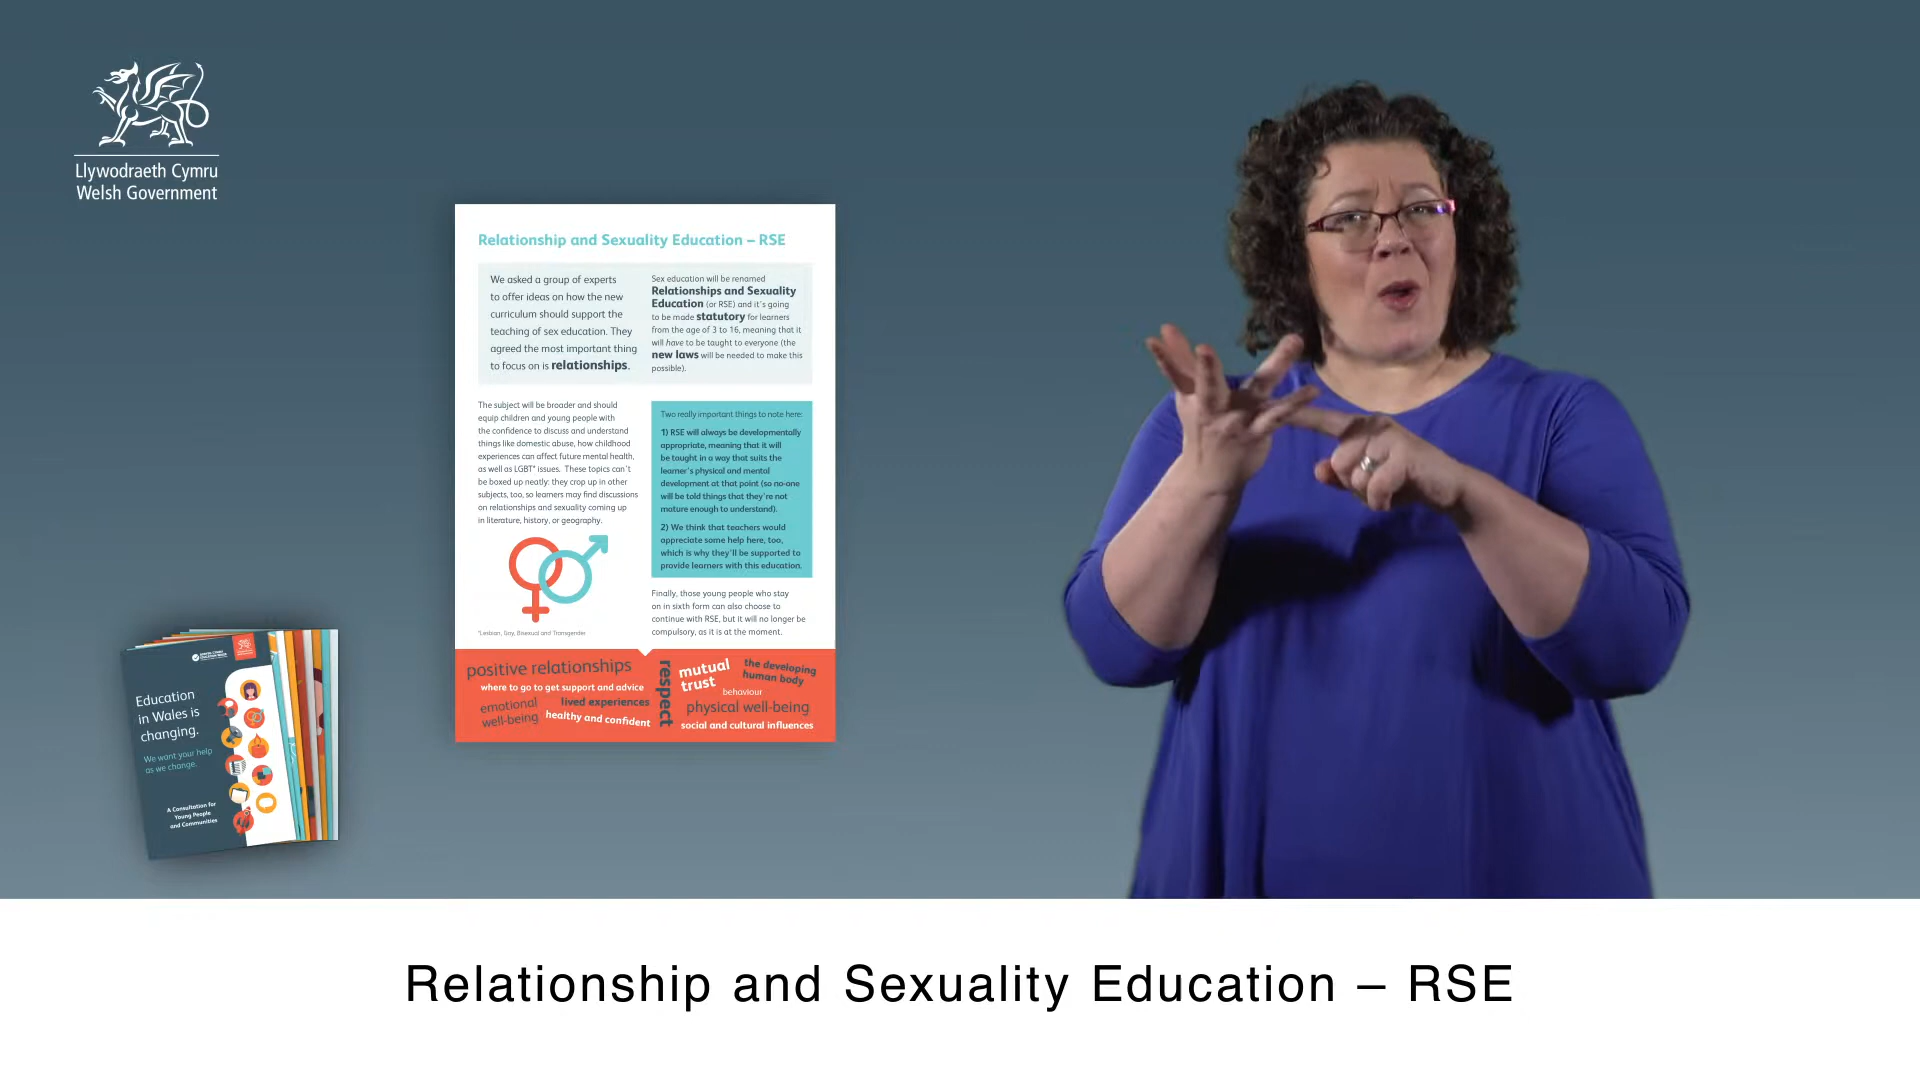 Llywodraeth Cymru
Welsh Government
Relationship and Sexuality Education – RSE
We asked a group of experts
to offer ideas on how the new
curriculum should support the
teaching of sex education. They
agreed the most important thing
to focus on is relationships.
Sex education will be renamed
Relationships and Sexuality
Education (or RSE) and it's going
to be made statutory for learners
from the age of 3 to 16, meaning that it
will have to be taught to everyone (the
new laws will be needed to make this
possible).
The subject will be broader and should
equip children and young people with
the confidence to discuss and understand
things like domestic abuse, how childhood
experiences can affect future mental health,
as well as LGBT* issues. These topics can't
be boxed up neatly: they crop up in other
subjects, too, so learners may find discussions
on relationships and sexuality coming up
in literature, history, or geography.
*Lesbian, Gay, Bisexual and Transgender
Two really important things to note here:
1) RSE will always be developmentally
appropriate, meaning that it will
be taught in a way that suits the
learner's physical and mental
development at that point (so no-one
will be told things that they're not
mature enough to understand).
2) We think that teachers would
appreciate some help here, too,
which is why they'll be supported to
provide learners with this education.
Finally, those young people who stay
on in sixth form can also choose to
continue with RSE, but it will no longer be
compulsory, as it is at the moment.
positive relationships
where to go to get support and advice
emotional
well-being
lived experiences
healthy and confident
respect
mutual
trust
the developing
human body
behaviour
physical well-being
social and cultural influences
Education
in Wales is
changing.
We want your help
as we change.
A Consultation for
Young People
and Communities
Relationship and Sexuality Education – RSE